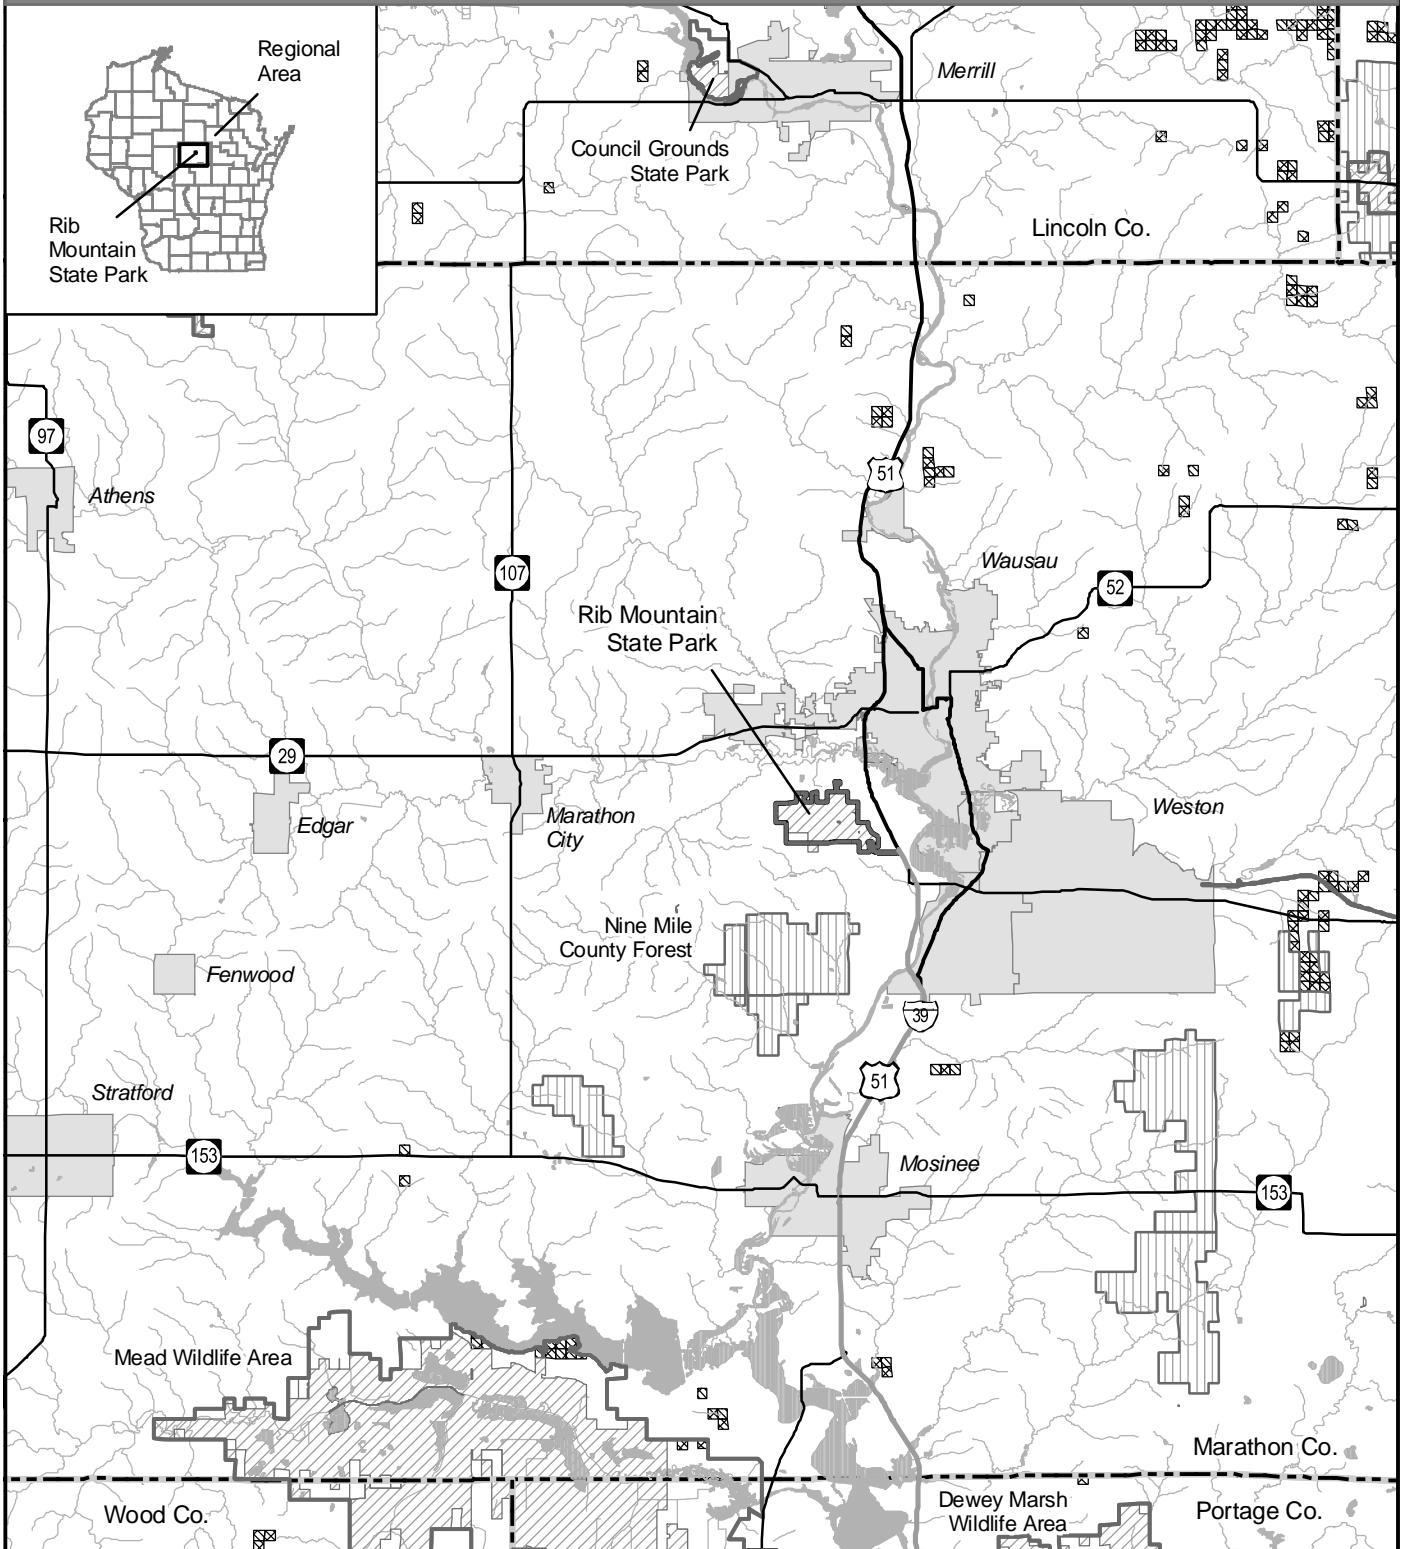 Regional
Area
Rib
Mountain
State Park
Merrill
Council Grounds
State Park
Lincoln Co.
97
Athens
51
107
Wausau
52
Rib Mountain
State Park
29
Edgar
Marathon
City
Weston
Nine Mile
County Forest
Fenwood
39
51
Stratford
153
Mosinee
153
Mead Wildlife Area
Marathon Co.
Wood Co.
Dewey Marsh
Wildlife Area
Portage Co.